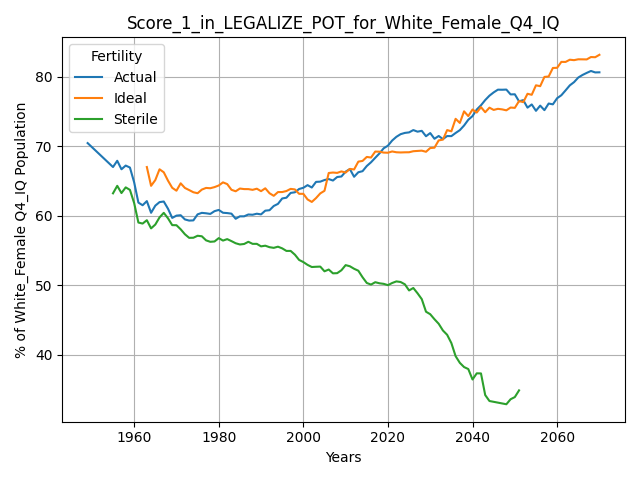 Score_1_in_LEGALIZE_POT_for_White_Female_Q4_IQ
Fertility
Actual
Ideal
Sterile
% of White_Female Q4_IQ Population
80
70
60
50
40
1960
1980
2000
2020
2040
2060
Years